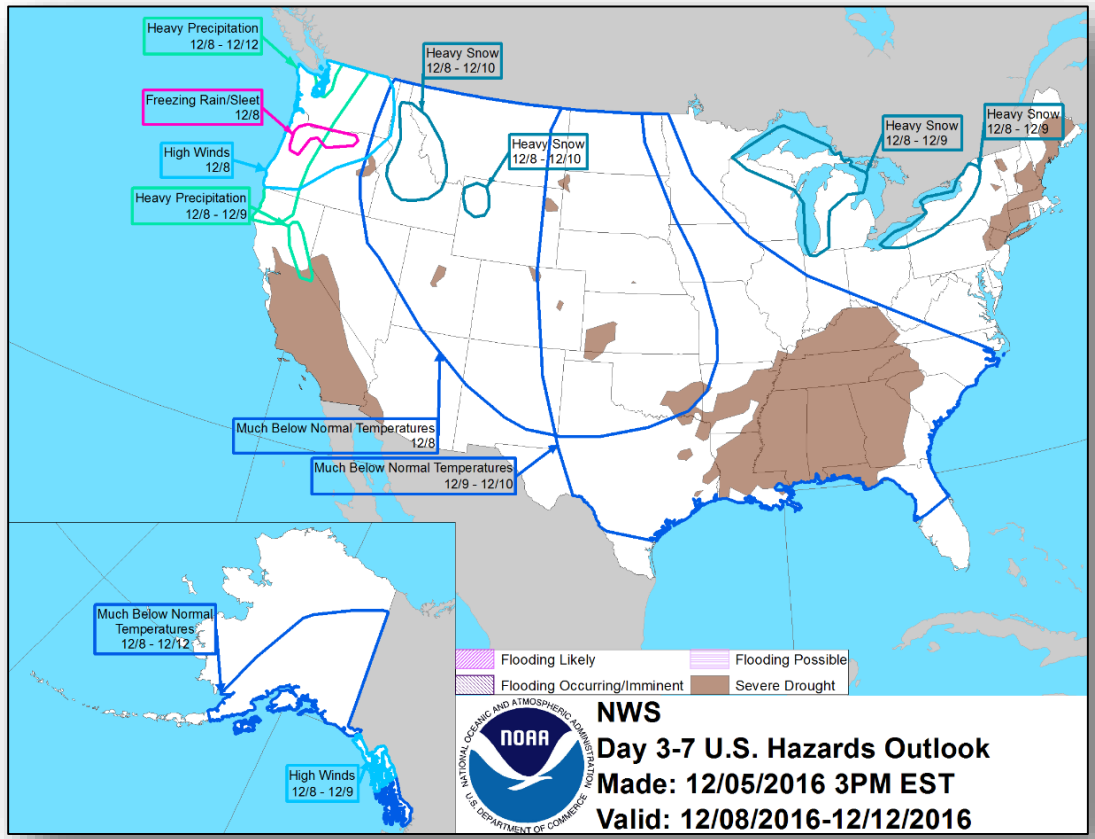 Heavy Precipitation
12/8 - 12/12
Freezing Rain/Sleet
12/8
High Winds
12/8
Heavy Precipitation
12/8 - 12/9
Heavy Snow
12/8 - 12/10
Heavy Snow
12/8 - 12/10
Heavy Snow
12/8 - 12/9
Heavy Snow
12/8 - 12/9
Much Below Normal Temperatures
12/8
Much Below Normal Temperatures
12/9 - 12/10
Much Below Normal
Temperatures
12/8 - 12/12
High Winds
12/8 - 12/9
Flooding Likely
Flooding Possible
Flooding Occurring/Imminent
Severe Drought
NATIONAL OCEANIC AND ATMOSPHERIC ADMINISTRATION
NOAA
U.S. DEPARTMENT OF COMMERCE
NWS
Day 3-7 U.S. Hazards Outlook
Made: 12/05/2016 3PM EST
Valid: 12/08/2016-12/12/2016